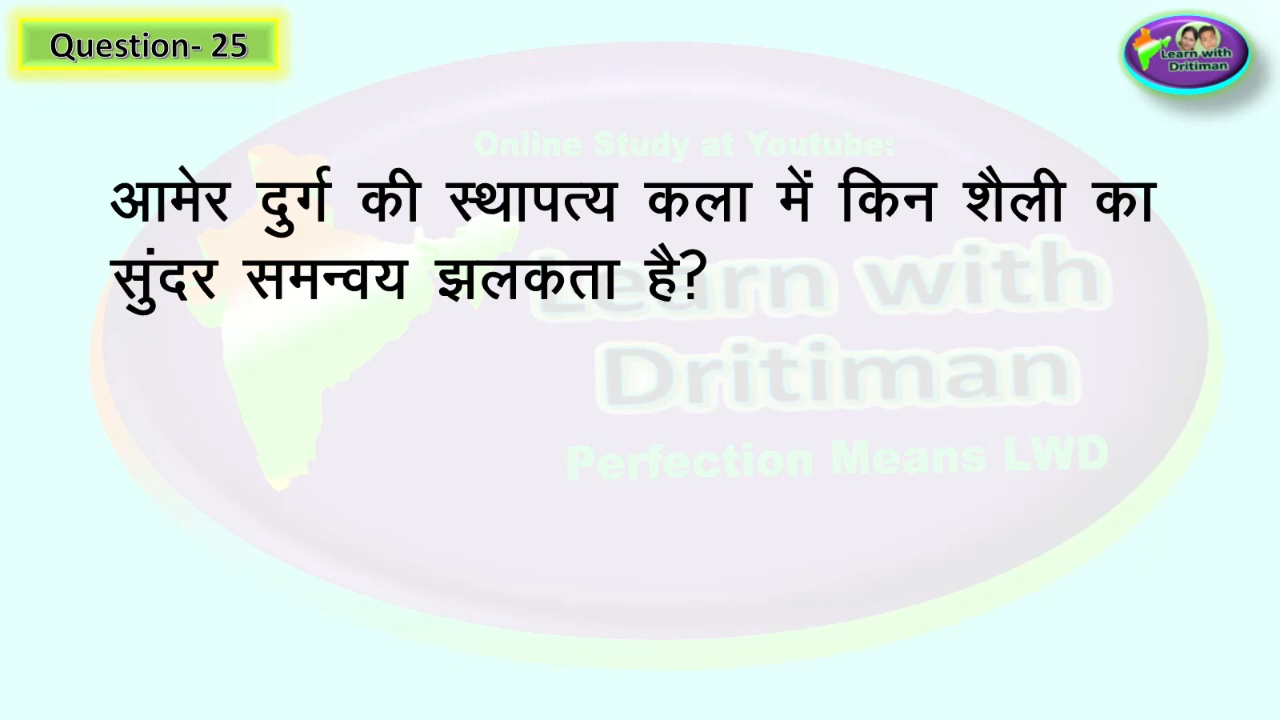 Question- 25
Learn with
Dritiman
Online Study at Youtube:
आमेर दुर्ग की स्थापत्य कला में किन शैली का
सुंदर समन्वय झलकता है?
Learn with
Dritiman
Perfection Means LWD